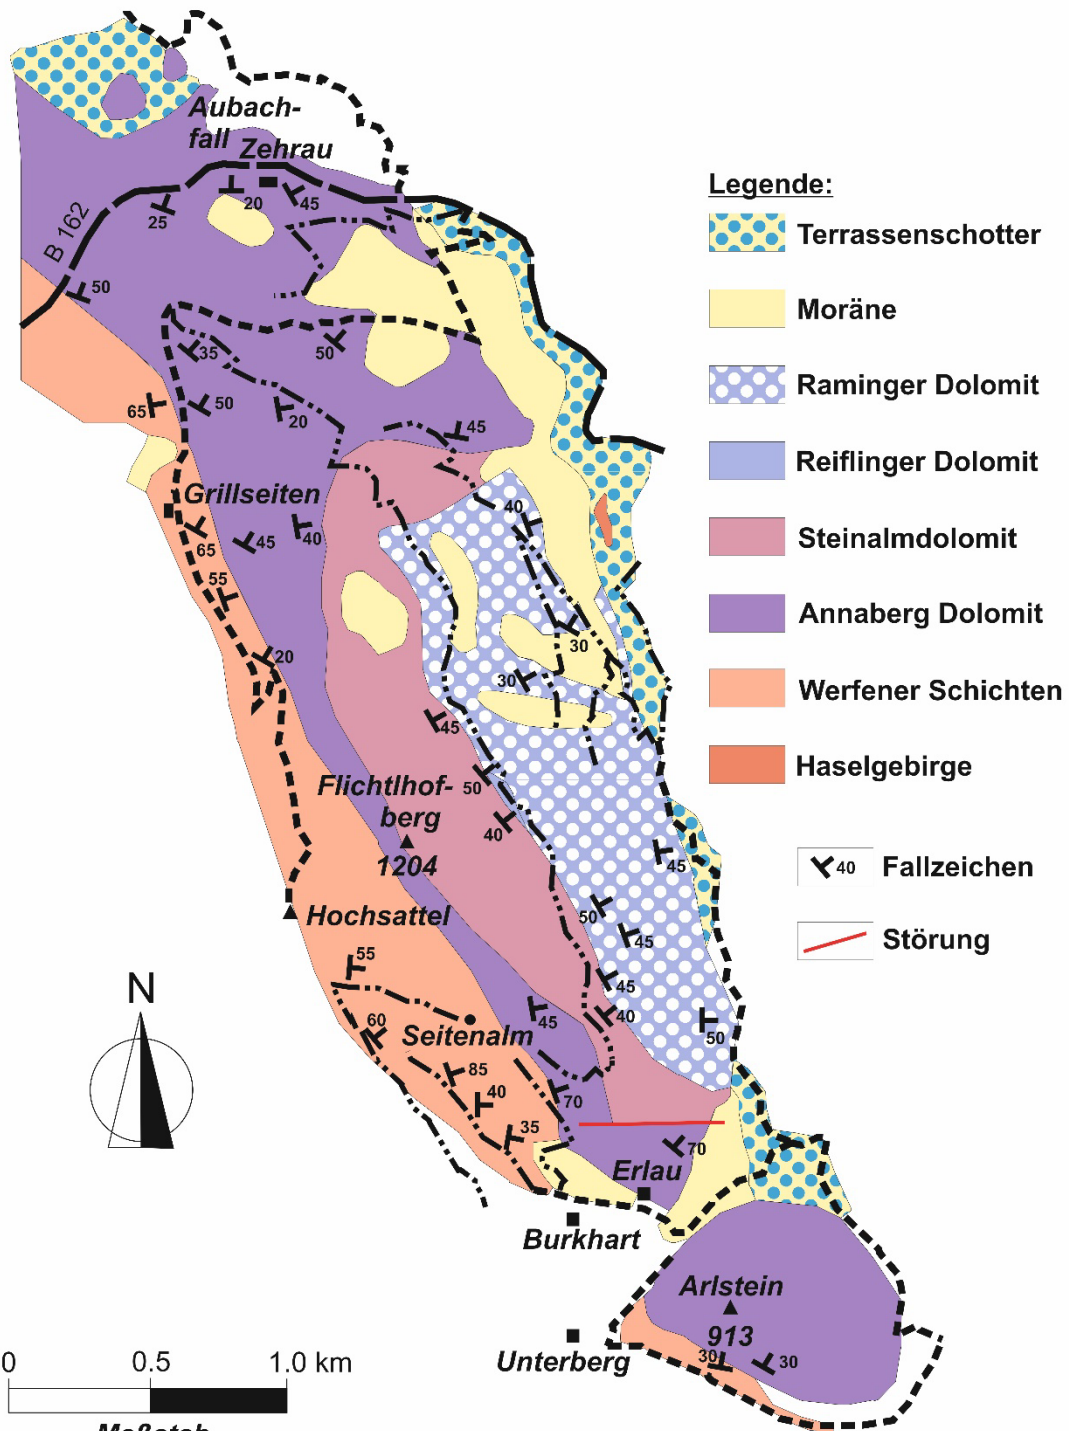 Aubach-
fall
Zehrau
B 162
25
20
45
50
35
50
50
20
45
65
Grillseiten
65
45
40
40
55
20
30
30
45
50
40
Flichtlhof-
berg
1204
45
Hochsattel
50
45
45
40
50
55
60
Seitenalm
45
85
40
70
35
70
Erlau
Burkhart
Arlstein
913
30
30
Unterberg
N
0 0.5 1.0 km
Maßstab
Legende:
Terrassenschotter
Moräne
Raminger Dolomit
Reiflinger Dolomit
Steinalmdolomit
Annaberg Dolomit
Werfener Schichten
Haselgebirge
40 Fallzeichen
Störung